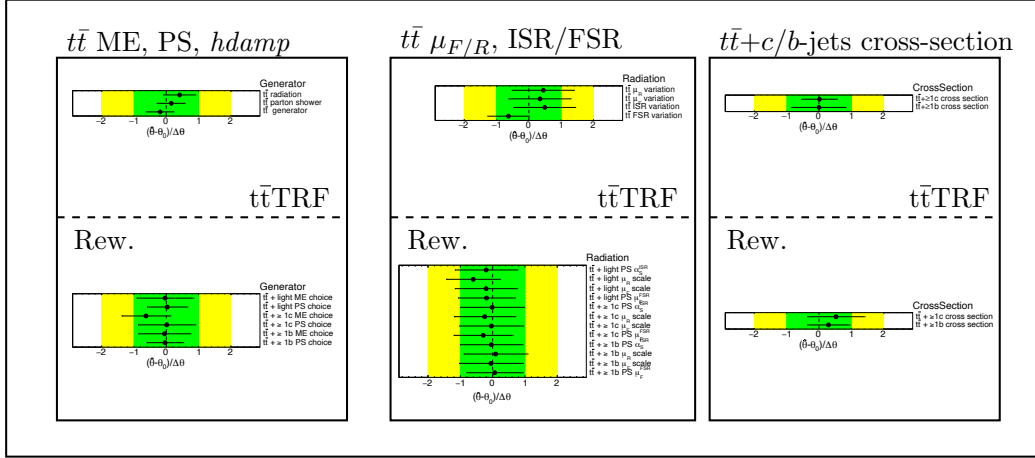 tt̄ ME, PS, hdamp
Generator
tt̄ radiation
tt̄ parton shower
tt̄ generator
−2 −1 0 1 2
(θ̂-θ₀)/Δθ
tt̄TRF
Rew.
Generator
tt̄ + light ME choice
tt̄ + light PS choice
tt̄ + ≥ 1c ME choice
tt̄ + ≥ 1c PS choice
tt̄ + ≥ 1b ME choice
tt̄ + ≥ 1b PS choice
−2 −1 0 1 2
(θ̂-θ₀)/Δθ
tt̄ μF/R, ISR/FSR
Radiation
tt̄ μR variation
tt̄ μF variation
tt̄ ISR variation
tt̄ FSR variation
−2 −1 0 1 2
(θ̂-θ₀)/Δθ
tt̄TRF
Rew.
Radiation
tt̄ + light PS αSISR
tt̄ + light μR scale
tt̄ + light μF scale
tt̄ + light PS μFSR
tt̄ + ≥ 1c PS αSISR
tt̄ + ≥ 1c μR scale
tt̄ + ≥ 1c μF scale
tt̄ + ≥ 1c PS μFSR
tt̄ + ≥ 1b PS αSISR
tt̄ + ≥ 1b μR scale
tt̄ + ≥ 1b μF scale
tt̄ + ≥ 1b PS μFSR
−2 −1 0 1 2
(θ̂-θ₀)/Δθ
tt̄+c/b-jets cross-section
CrossSection
tt̄+≥1c cross section
tt̄+≥1b cross section
−2 −1 0 1 2
(θ̂-θ₀)/Δθ
tt̄TRF
Rew.
CrossSection
tt̄ + ≥1c cross section
tt̄ + ≥1b cross section
−2 −1 0 1 2
(θ̂-θ₀)/Δθ